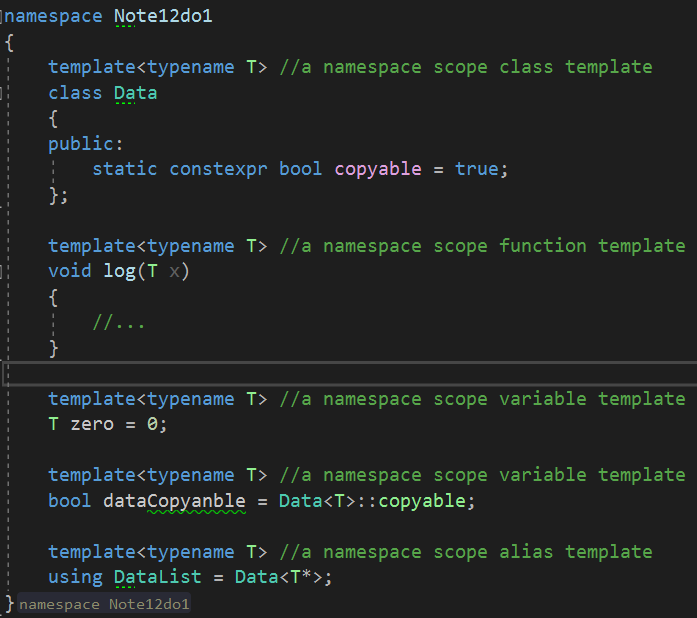 namespace Note12do1
{
template<typename T> //a namespace scope class template
class Data
{
public:
static constexpr bool copyable = true;
};
template<typename T> //a namespace scope function template
void log(T x)
{
//...
}
template<typename T> //a namespace scope variable template
T zero = 0;
template<typename T> //a namespace scope variable template
bool dataCopyanble = Data<T>::copyable;
template<typename T> //a namespace scope alias template
using DataList = Data<T*>;
} namespace Note12do1